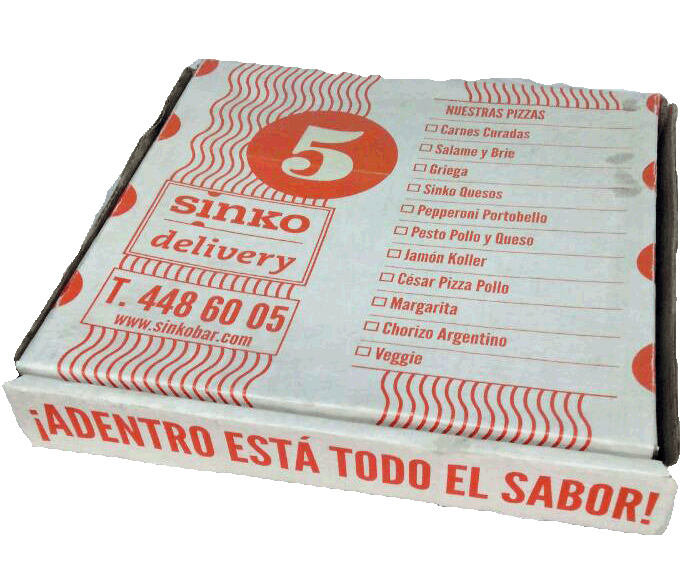 5
sinko
delivery
T. 448 60 05
www.sinkobar.com
NUESTRAS PIZZAS
Carnes Curadas
Salame y Brie
Griega
Sinko Quesos
Pepperoni Portobello
Pesto Pollo y Queso
Jamón Koller
César Pizza Pollo
Margarita
Chorizo Argentino
Veggie
¡ADENTRO ESTÁ TODO EL SABOR!